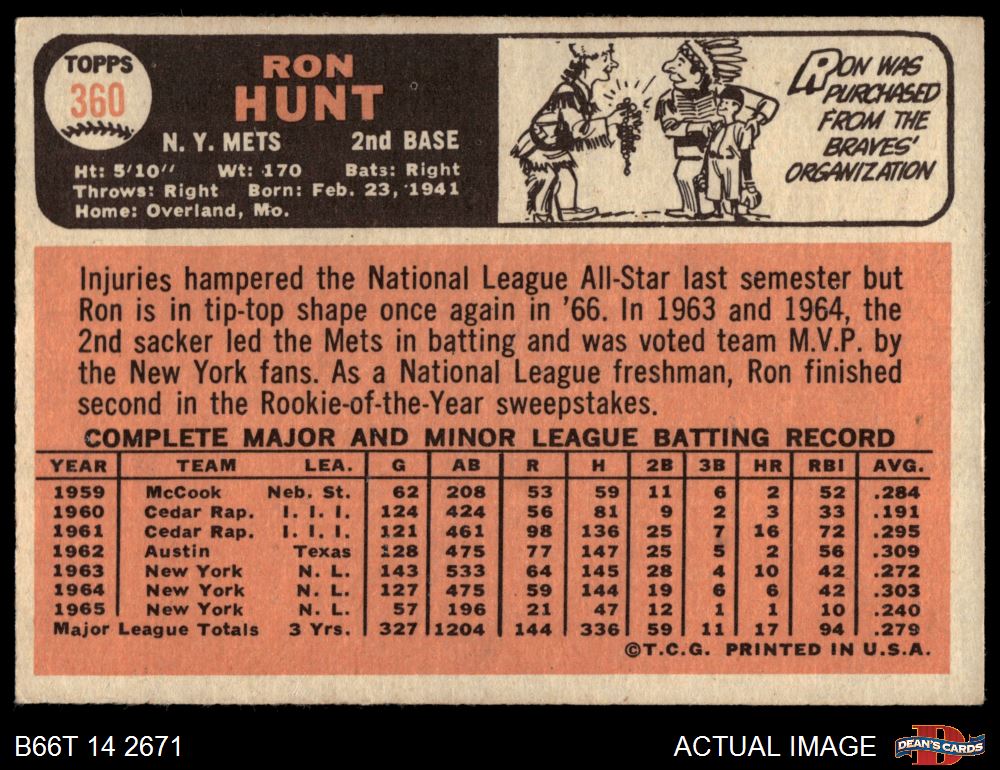 TOPPS
360
RON
HUNT
N. Y. METS 2nd BASE
Ht: 5'10" Wt: 170 Bats: Right
Throws: Right Born: Feb. 23, 1941
Home: Overland, Mo.
RON WAS
PURCHASED
FROM THE
BRAVES'
ORGANIZATION
Injuries hampered the National League All-Star last semester but
Ron is in tip-top shape once again in '66. In 1963 and 1964, the
2nd sacker led the Mets in batting and was voted team M.V.P. by
the New York fans. As a National League freshman, Ron finished
second in the Rookie-of-the-Year sweepstakes.
COMPLETE MAJOR AND MINOR LEAGUE BATTING RECORD
YEAR TEAM LEA. G AB R H 2B 3B HR RBI AVG.
1959 McCook Neb. St. 62 208 53 59 11 6 2 52 .284
1960 Cedar Rap. I. I. I. 124 424 56 81 9 2 3 33 .191
1961 Cedar Rap. I. I. I. 121 461 98 136 25 7 16 72 .295
1962 Austin Texas 128 475 77 147 25 5 2 56 .309
1963 New York N. L. 143 533 64 145 28 4 10 42 .272
1964 New York N. L. 127 475 59 144 19 6 6 42 .303
1965 New York N. L. 57 196 21 47 12 1 1 10 .240
Major League Totals 3 Yrs. 327 1204 144 336 59 11 17 94 .279
©T.C.G. PRINTED IN U.S.A.
B66T 14 2671 ACTUAL IMAGE DEAN'S CARDS